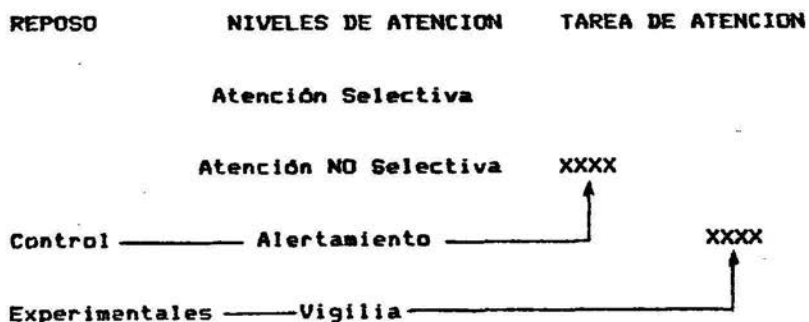 REPOSO NIVELES DE ATENCION TAREA DE ATENCION
Atención Selectiva
Atención NO Selectiva XXXX
Control Alertamiento XXXX
Experimentales Vigilia